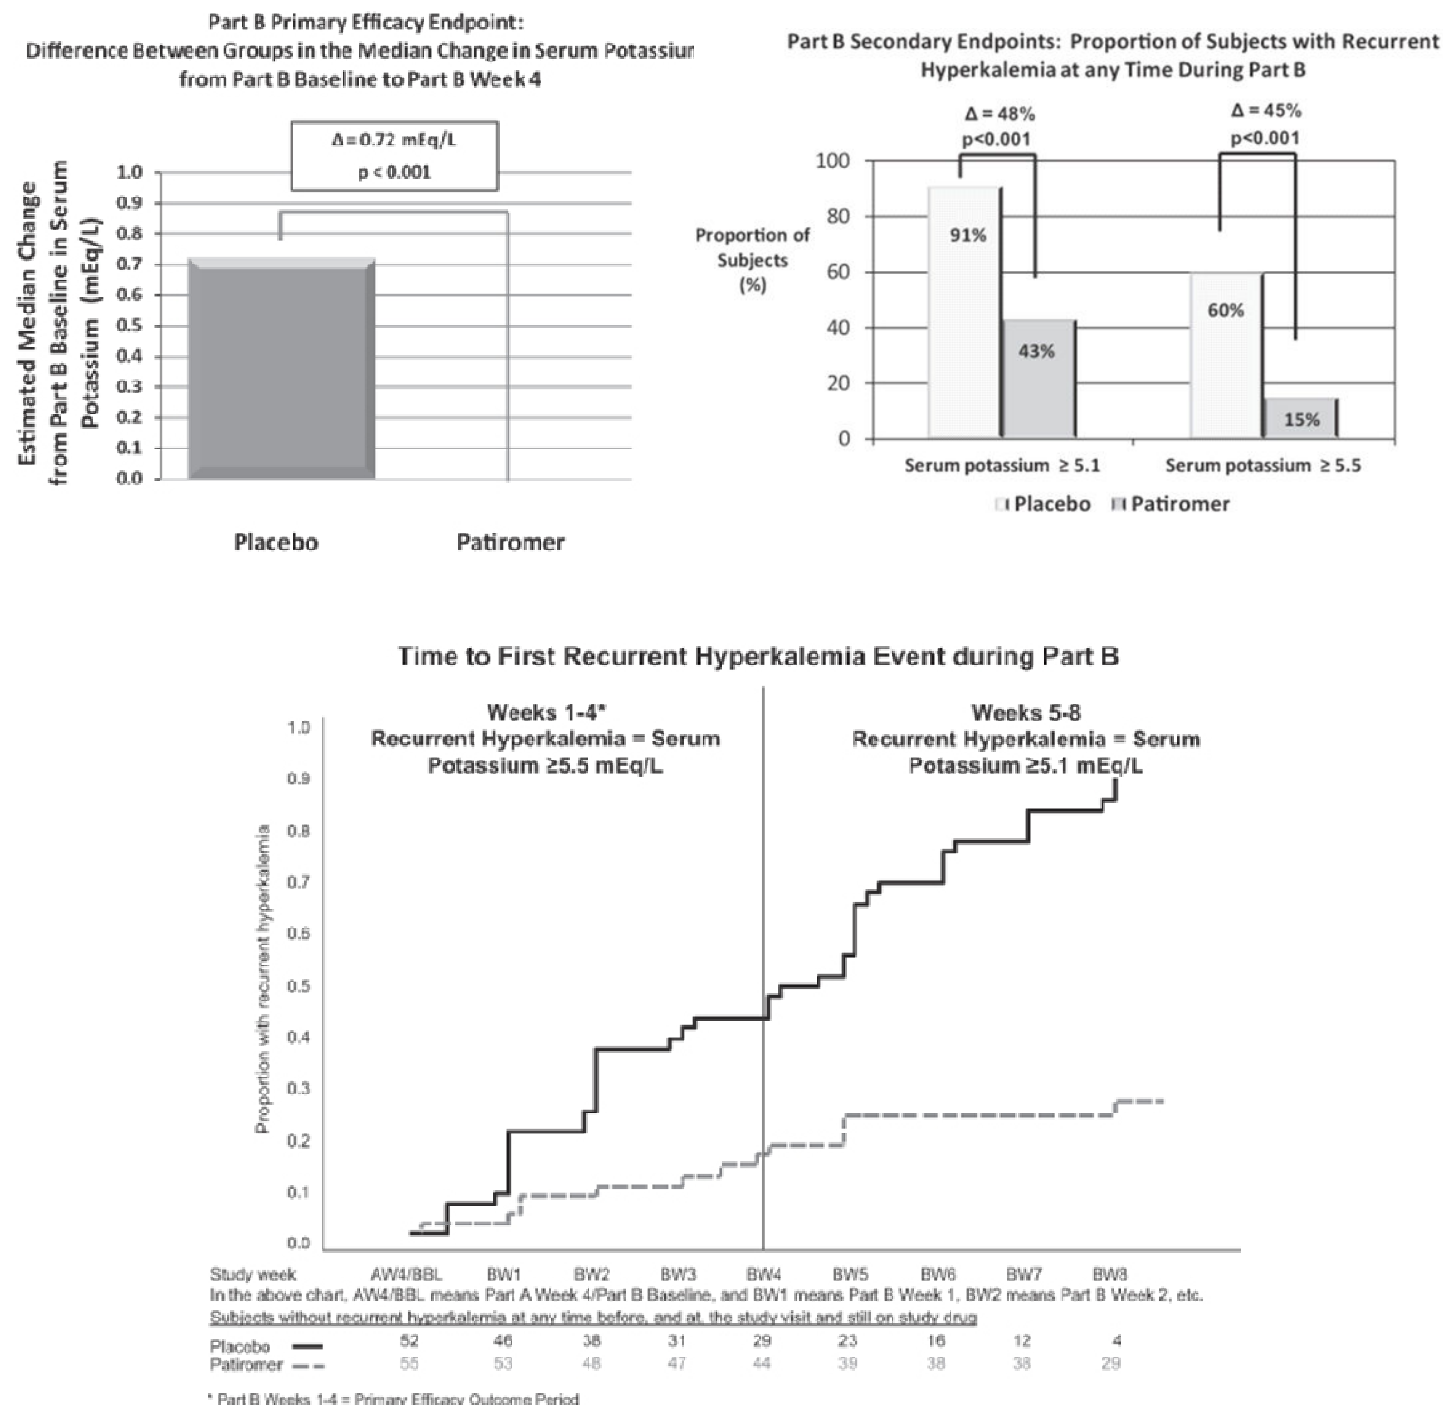 Part B Primary Efficacy Endpoint:
Difference Between Groups in the Median Change in Serum Potassiur
from Part B Baseline to Part B Week 4
Δ=0.72 mEq/L
p < 0.001
Estimated Median Change
from Part B Baseline in Serum
Potassium (mEq/L)
1.0
0.9
0.8
0.7
0.6
0.5
0.4
0.3
0.2
0.1
0.0
Placebo Patiromer
Part B Secondary Endpoints: Proportion of Subjects with Recurrent
Hyperkalemia at any Time During Part B
Δ = 48% Δ = 45%
p<0.001 p<0.001
Proportion of
Subjects
(%)
100
80
60
40
20
0
91%
43%
60%
15%
Serum potassium ≥ 5.1 Serum potassium ≥ 5.5
Placebo Patiromer
Time to First Recurrent Hyperkalemia Event during Part B
Weeks 1-4*
Recurrent Hyperkalemia = Serum
Potassium ≥5.5 mEq/L
Weeks 5-8
Recurrent Hyperkalemia = Serum
Potassium ≥5.1 mEq/L
Proportion with recurrent hyperkalemia
1.0
0.9
0.8
0.7
0.6
0.5
0.4
0.3
0.2
0.1
0.0
Study week AW4/BBL BW1 BW2 BW3 BW4 BW5 BW6 BW7 BW8
In the above chart, AW4/BBL means Part A Week 4/Part B Baseline, and BW1 means Part B Week 1, BW2 means Part B Week 2, etc.
Subjects without recurrent hyperkalemia at any time before, and at, the study visit and still on study drug
Placebo 52 46 38 31 29 23 16 12 4
Patiromer 55 53 48 47 44 39 38 38 29
* Part B Weeks 1-4 = Primary Efficacy Outcome Period